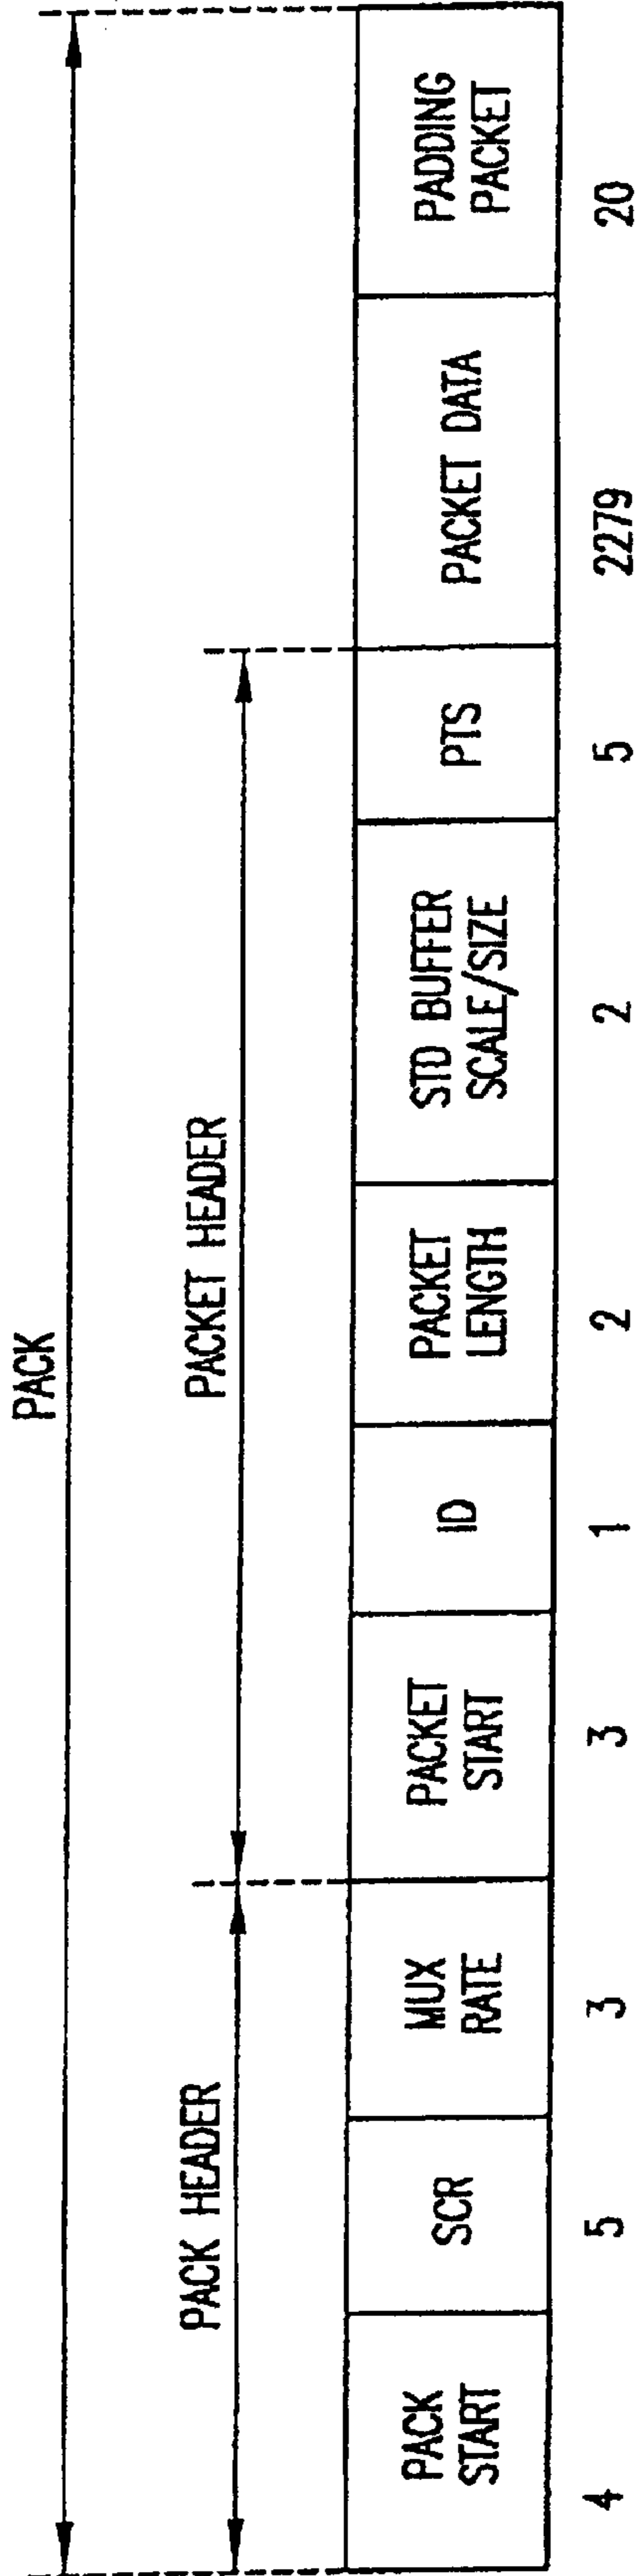 PACK
PACK HEADER
PACKET HEADER
PACK
START
SCR
MUX
RATE
PACKET
START
ID
PACKET
LENGTH
STD BUFFER
SCALE/SIZE
PTS
PACKET DATA
PADDING
PACKET
4 5 3 3 1 2 2 5 2279 20